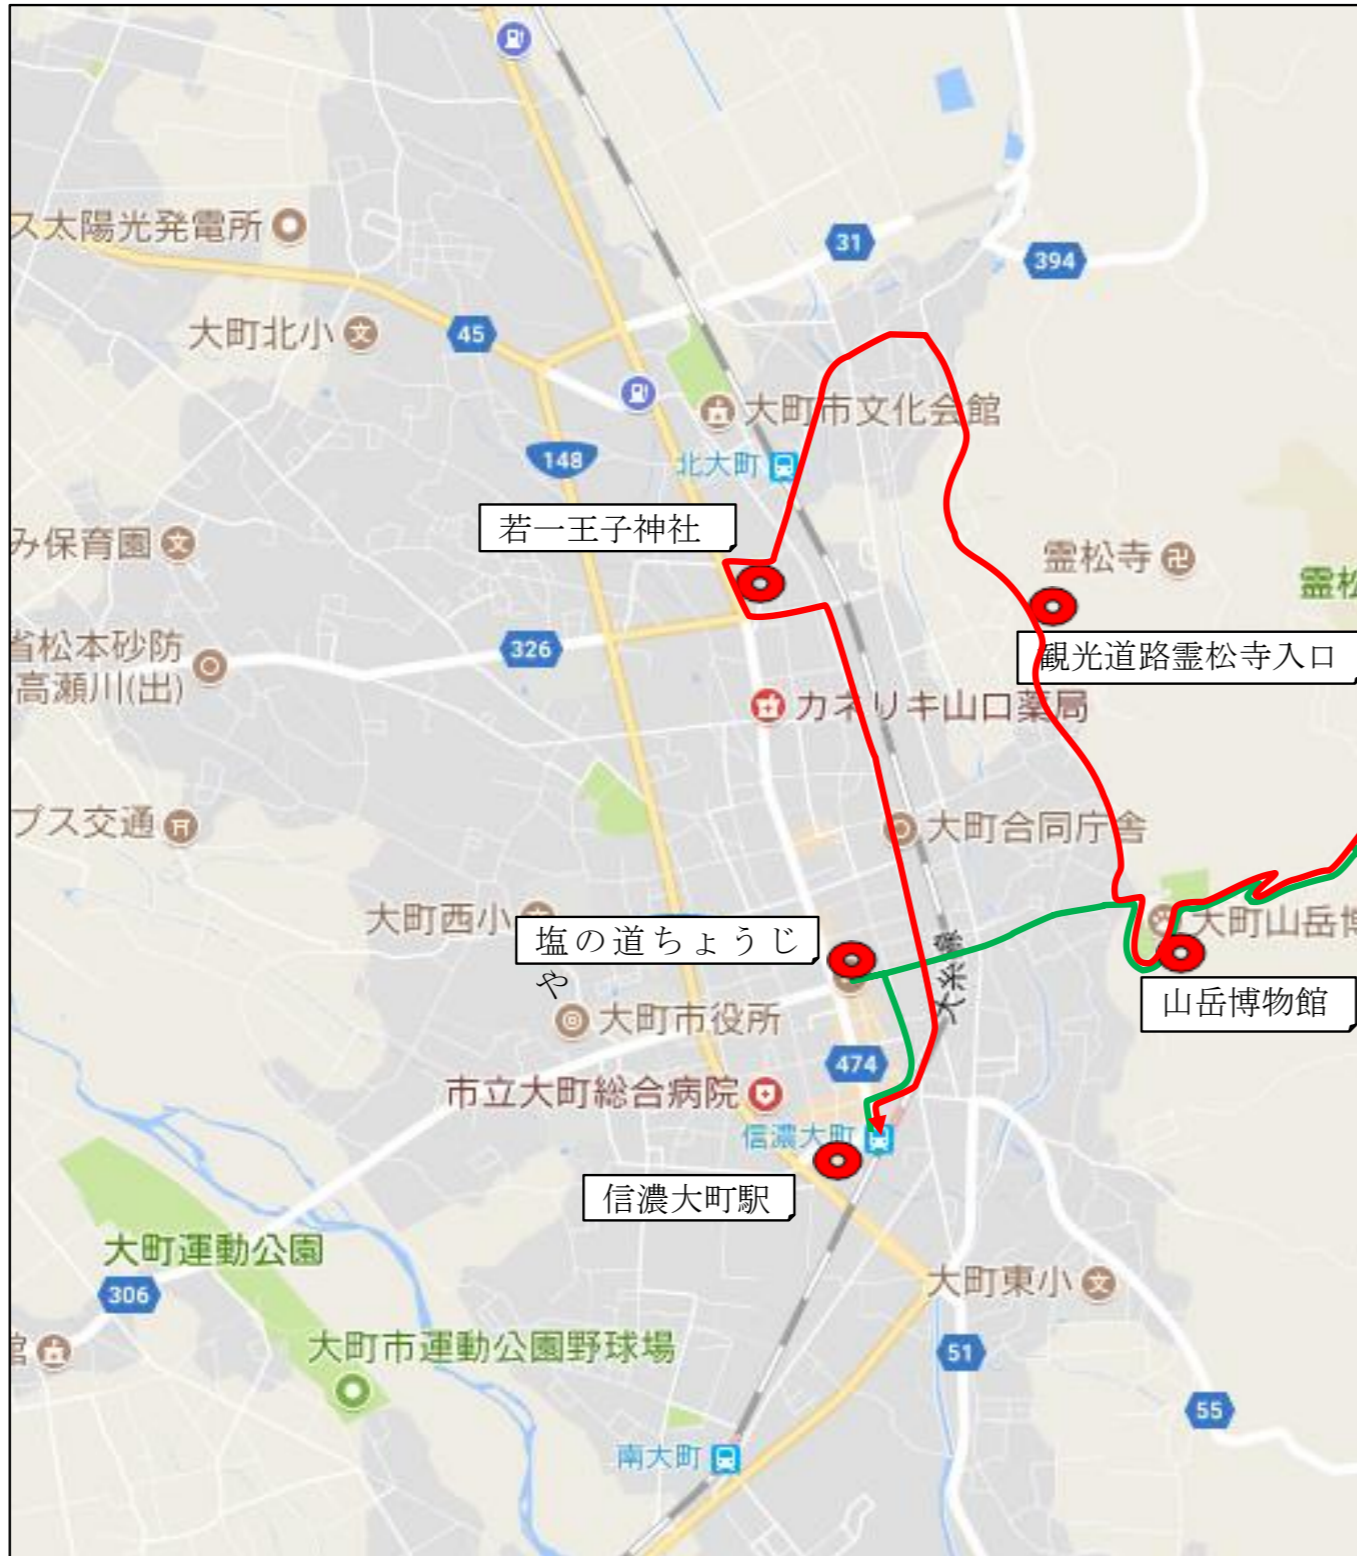 ス太陽光発電所
31
394
大町北小
45
大町市文化会館
148
北大町
若一王子神社
み保育園
霊松寺
霊松
観光道路霊松寺入口
326
省松本砂防
高瀬川(出)
カネリキ山口薬局
プス交通
大町合同庁舎
大町西小
大町山岳博
塩の道ちょうじ
や
大糸線
山岳博物館
大町市役所
474
市立大町総合病院
信濃大町
信濃大町駅
大町運動公園
306
大町東小
館
大町市運動公園野球場
51
55
南大町